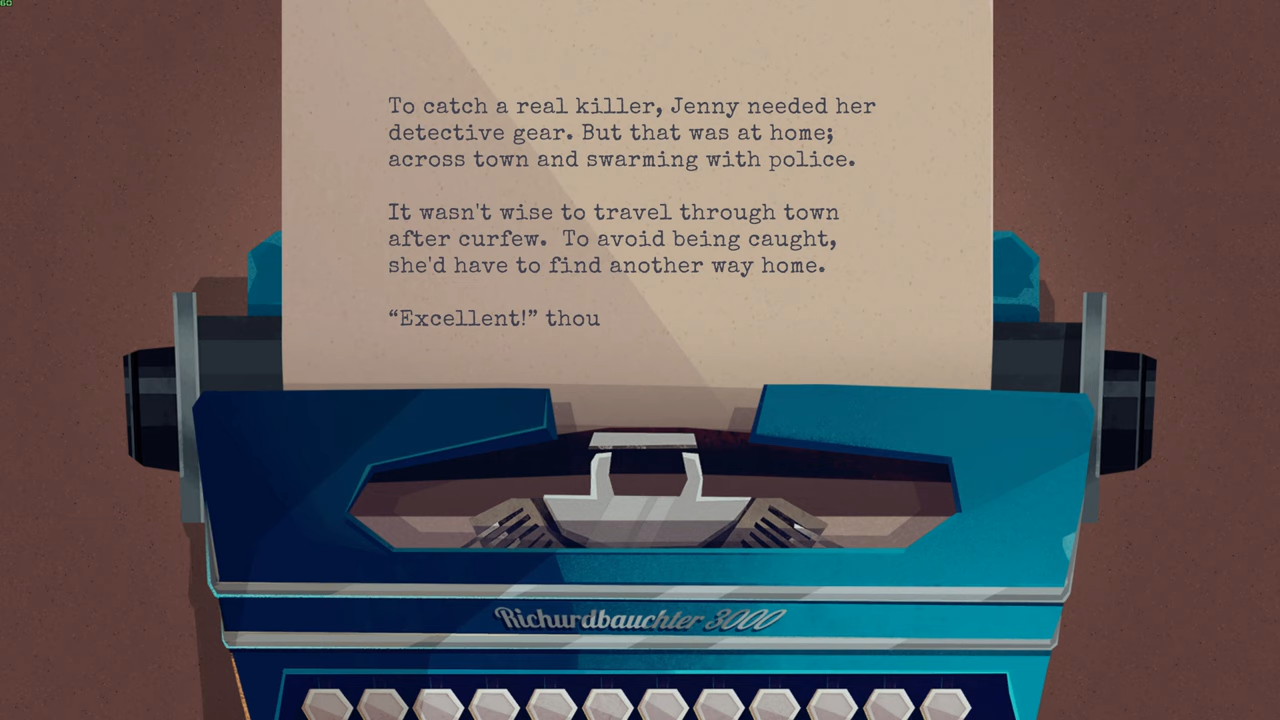 60
To catch a real killer, Jenny needed her
detective gear. But that was at home;
across town and swarming with police.
It wasn't wise to travel through town
after curfew.  To avoid being caught,
she'd have to find another way home.
“Excellent!” thou
Richurdbauchter 3000